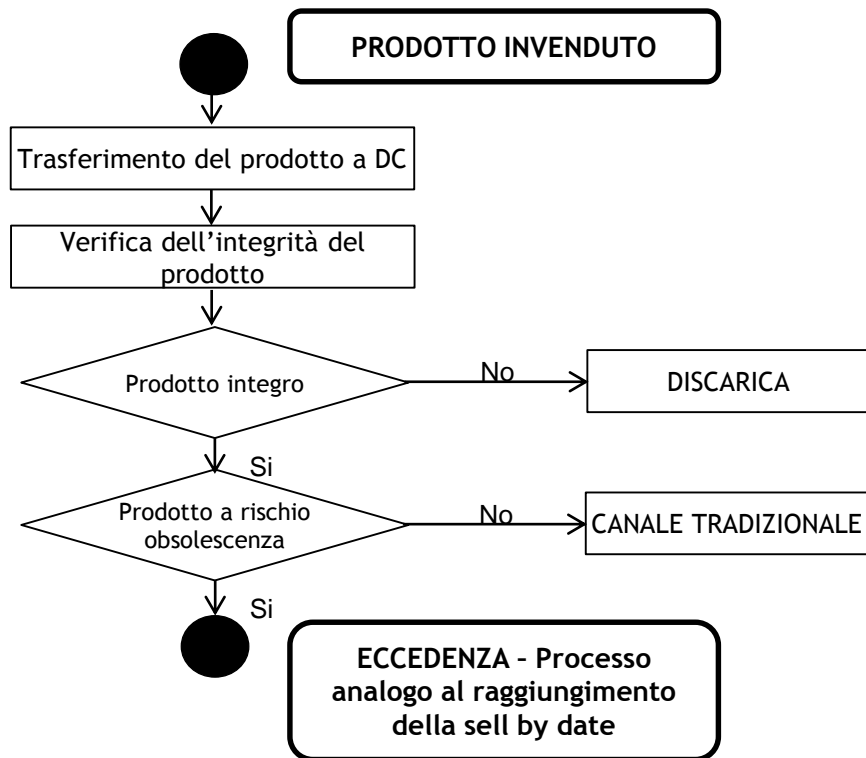 PRODOTTO INVENDUTO
Trasferimento del prodotto a DC
Verifica dell'integrità del
prodotto
Prodotto integro
No
DISCARICA
Si
Prodotto a rischio
obsolescenza
No
CANALE TRADIZIONALE
Si
ECCEDENZA – Processo
analogo al raggiungimento
della sell by date